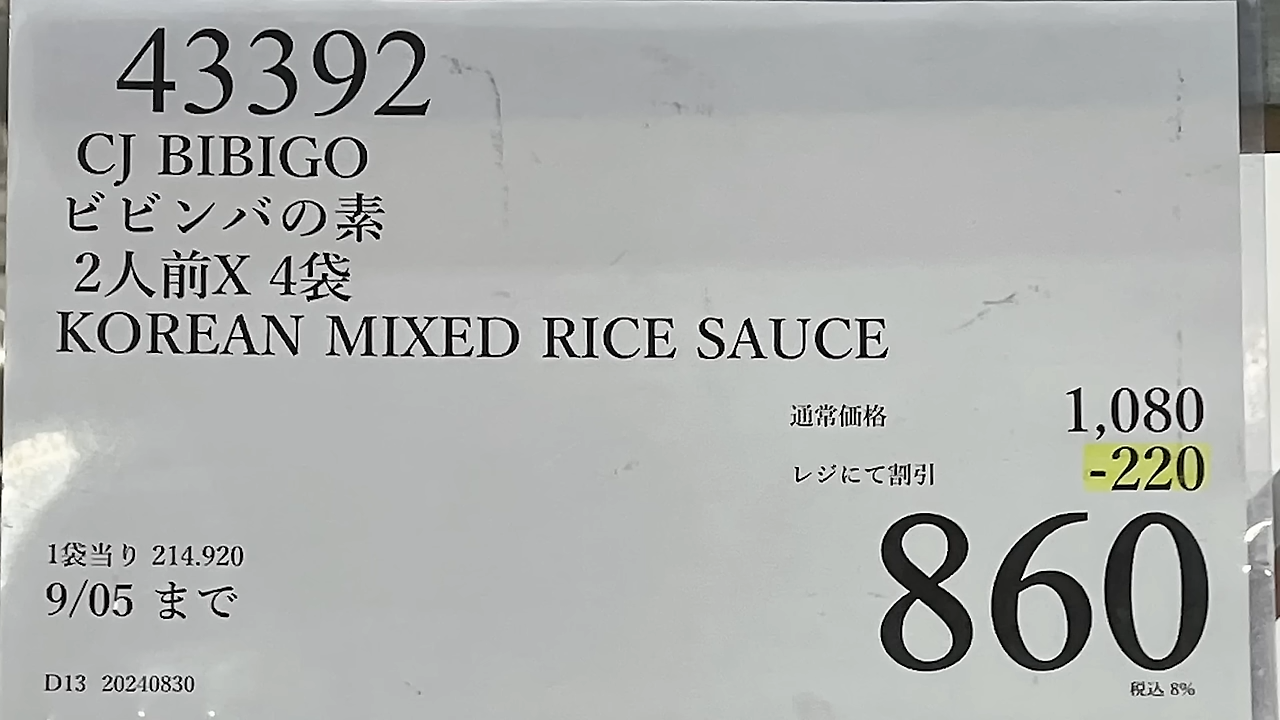 43392
CJ BIBIGO
ビビンバの素
2人前X 4袋
KOREAN MIXED RICE SAUCE
通常価格 1,080
レジにて割引 -220
860
1袋当り 214.920
9/05 まで
D13 20240830
税込 8%